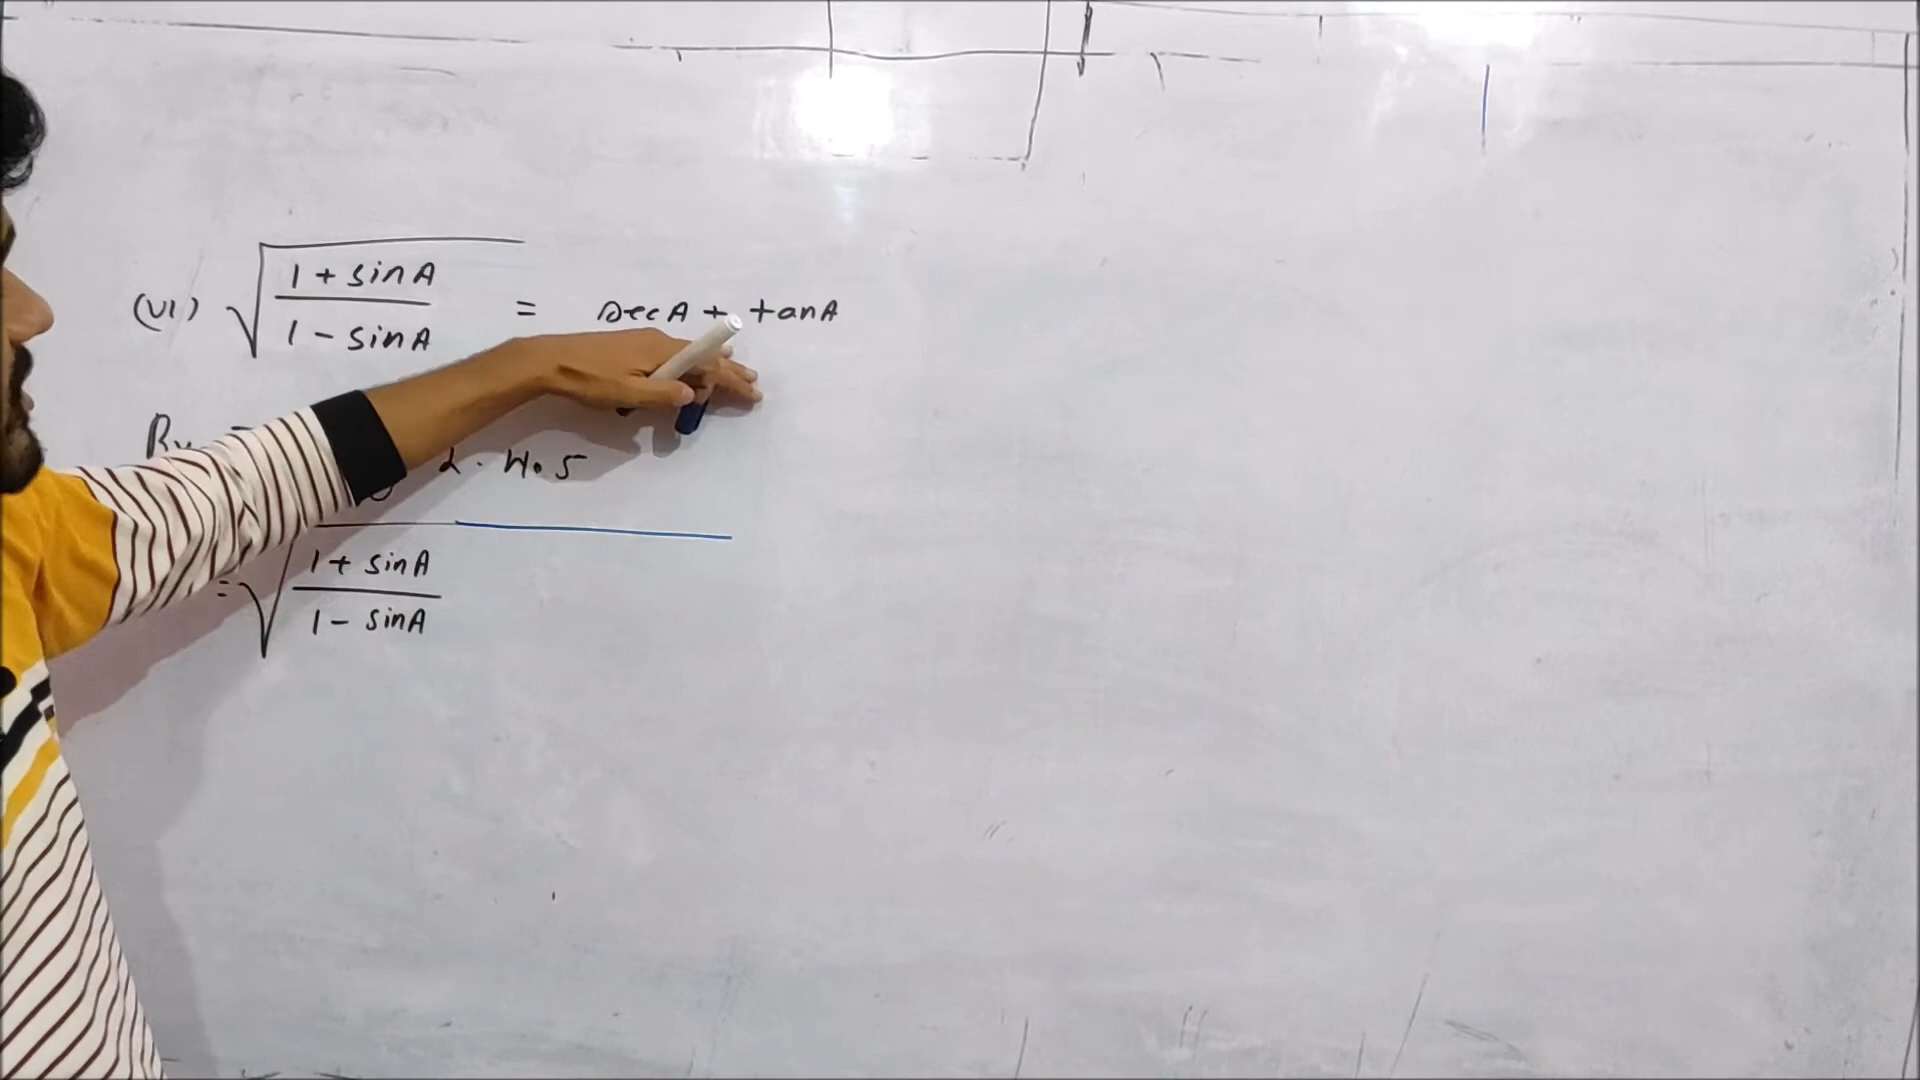 (VI) √(1 + sinA / 1 - sinA) = secA + tanA
L. H. S
= √(1 + sinA / 1 - sinA)